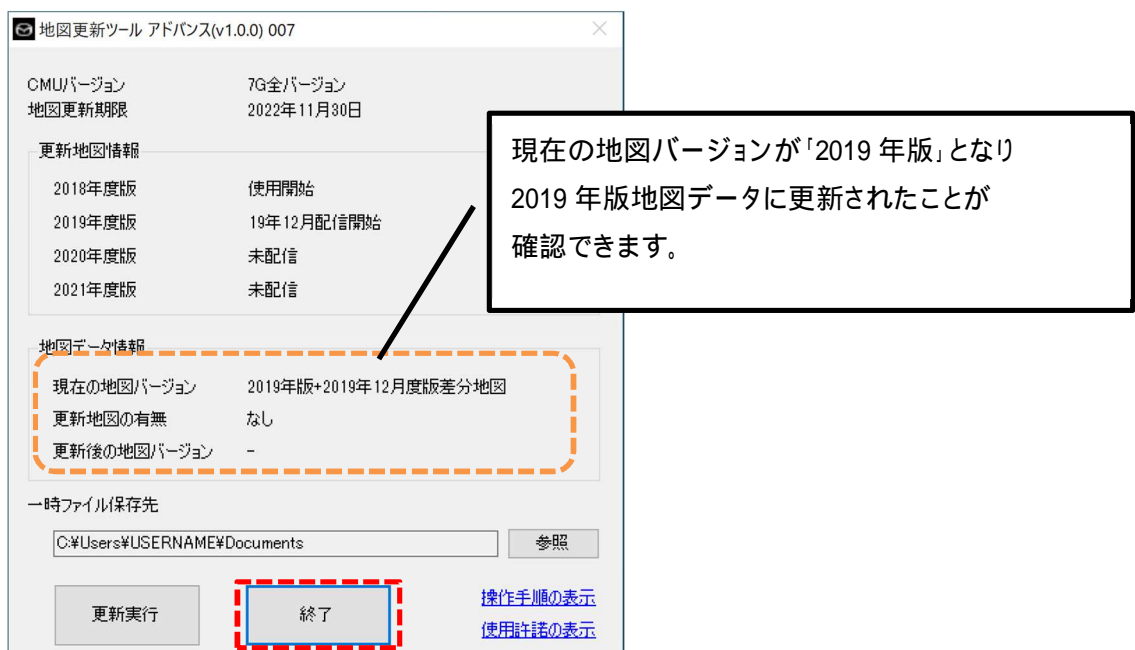 地図更新ツール アドバンス(v1.0.0) 007
CMUバージョン 7G全バージョン
地図更新期限 2022年11月30日
更新地図情報
2018年度版 使用開始
2019年度版 19年12月配信開始
2020年度版 未配信
2021年度版 未配信
現在の地図バージョンが「2019 年版」となり
2019 年版地図データに更新されたことが
確認できます。
地図データ情報
現在の地図バージョン 2019年版+2019年12月度版差分地図
更新地図の有無 なし
更新後の地図バージョン -
一時ファイル保存先
C:¥Users¥USERNAME¥Documents 参照
更新実行 終了 操作手順の表示
使用許諾の表示